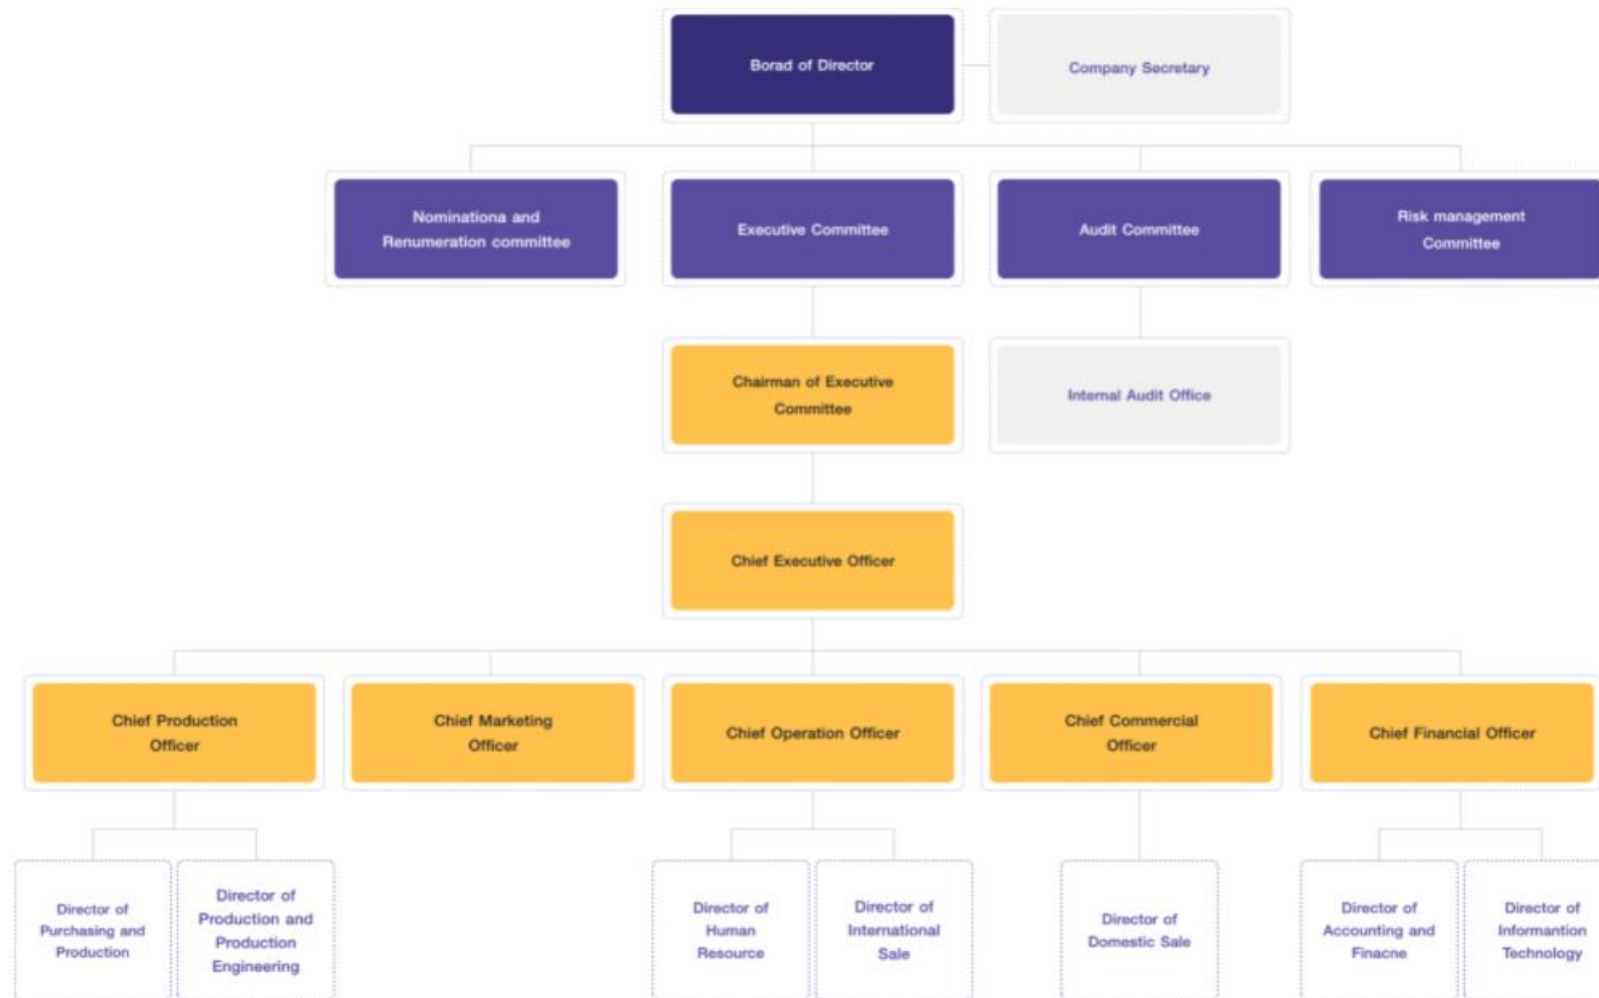 Borad of Director
Company Secretary
Nominationa and
Renumeration committee
Executive Committee
Audit Committee
Risk management
Committee
Chairman of Executive
Committee
Internal Audit Office
Chief Executive Officer
Chief Production
Officer
Chief Marketing
Officer
Chief Operation Officer
Chief Commercial
Officer
Chief Financial Officer
Director of
Purchasing and
Production
Director of
Production and
Production
Engineering
Director of
Human
Resource
Director of
International
Sale
Director of
Domestic Sale
Director of
Accounting and
Finacne
Director of
Informantion
Technology